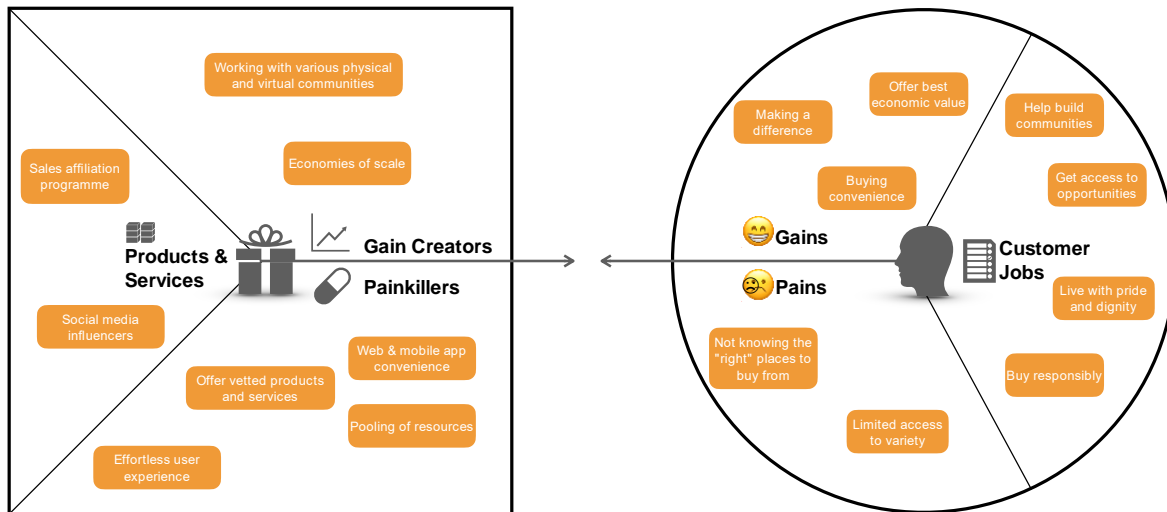 Working with various physical
and virtual communities
Economies of scale
Sales affiliation
programme
Products &
Services
Gain Creators
Painkillers
Social media
influencers
Web & mobile app
convenience
Offer vetted products
and services
Pooling of resources
Effortless user
experience
Offer best
economic value
Making a
difference
Buying
convenience
Help build
communities
Get access to
opportunities
Gains
Pains
Customer
Jobs
Live with pride
and dignity
Not knowing the
"right" places to
buy from
Buy responsibly
Limited access
to variety